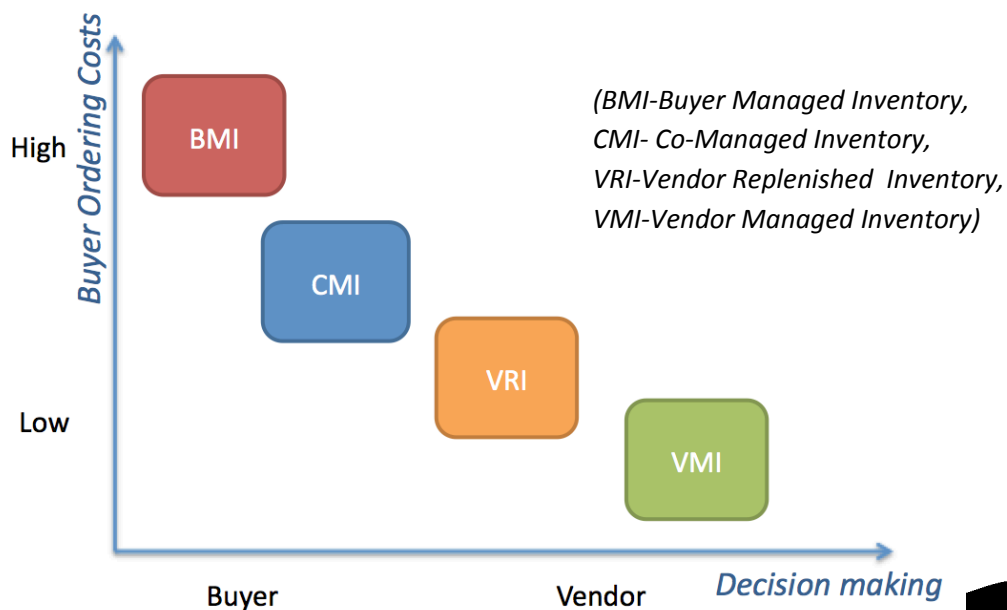 Buyer Ordering Costs
High
Low
BMI
CMI
VRI
VMI
(BMI-Buyer Managed Inventory,
CMI- Co-Managed Inventory,
VRI-Vendor Replenished Inventory,
VMI-Vendor Managed Inventory)
Buyer
Vendor
Decision making